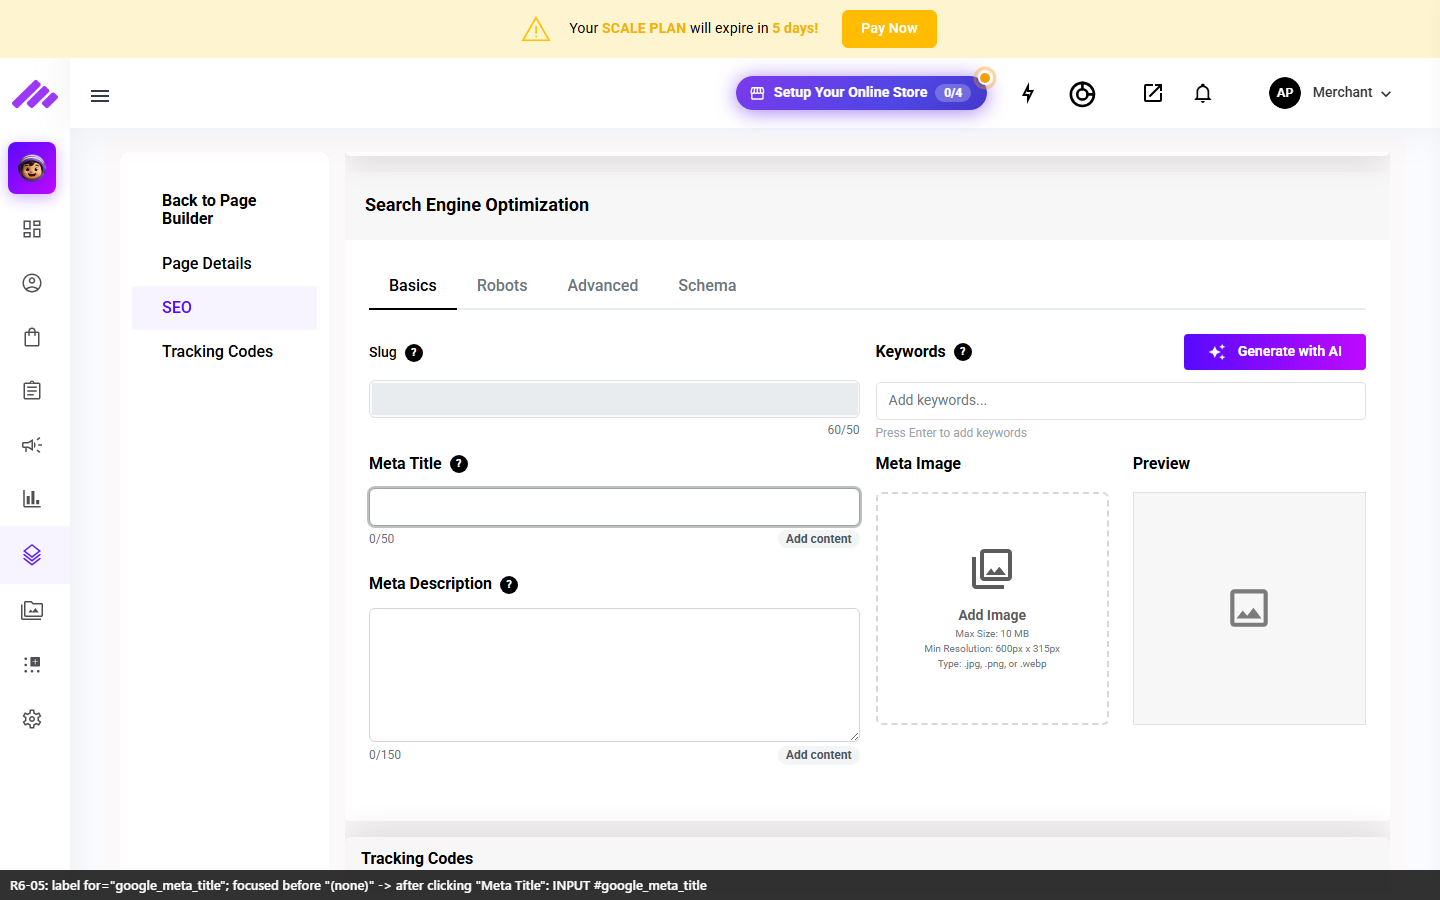 Your SCALE PLAN will expire in 5 days!
Pay Now
Setup Your Online Store 0/4
AP
Merchant
Back to Page
Builder
Page Details
SEO
Tracking Codes
Search Engine Optimization
Basics
Robots
Advanced
Schema
Slug ?
60/50
Keywords ?
Generate with AI
Add keywords...
Press Enter to add keywords
Meta Title ?
0/50
Add content
Meta Description ?
0/150
Add content
Meta Image
Add Image
Max Size: 10 MB
Min Resolution: 600px x 315px
Type: .jpg, .png, or .webp
Preview
Tracking Codes
R6-05: label for="google_meta_title"; focused before "(none)" -> after clicking "Meta Title": INPUT #google_meta_title